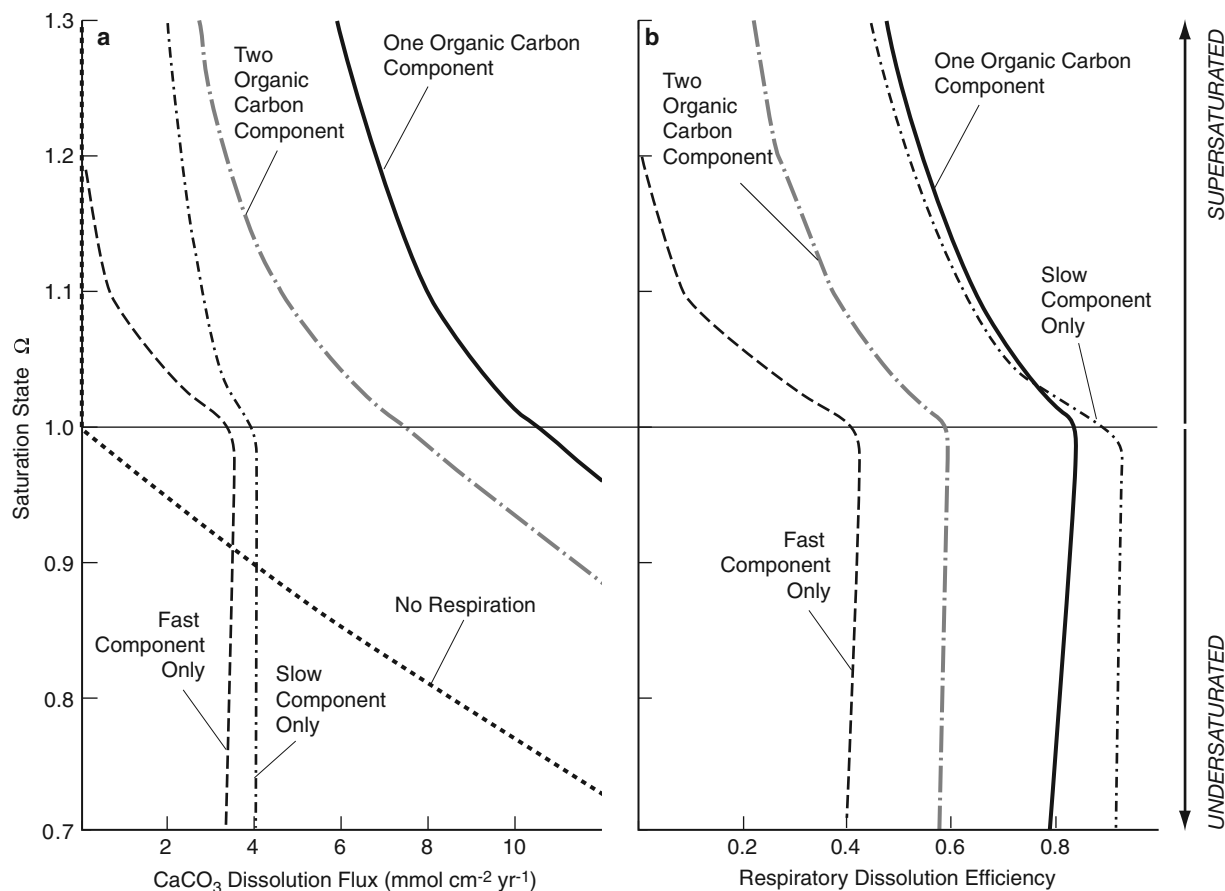 1.3
1.2
1.1
1.0
0.9
0.8
0.7
Saturation State Ω
a
Two
Organic
Carbon
Component
One Organic Carbon
Component
No Respiration
Fast
Component
Only
Slow
Component
Only
2 4 6 8 10
CaCO₃ Dissolution Flux (mmol cm⁻² yr⁻¹)
b
Two
Organic
Carbon
Component
One Organic Carbon
Component
Slow
Component
Only
Fast
Component
Only
0.2 0.4 0.6 0.8
Respiratory Dissolution Efficiency
SUPERSATURATED
UNDERSATURATED